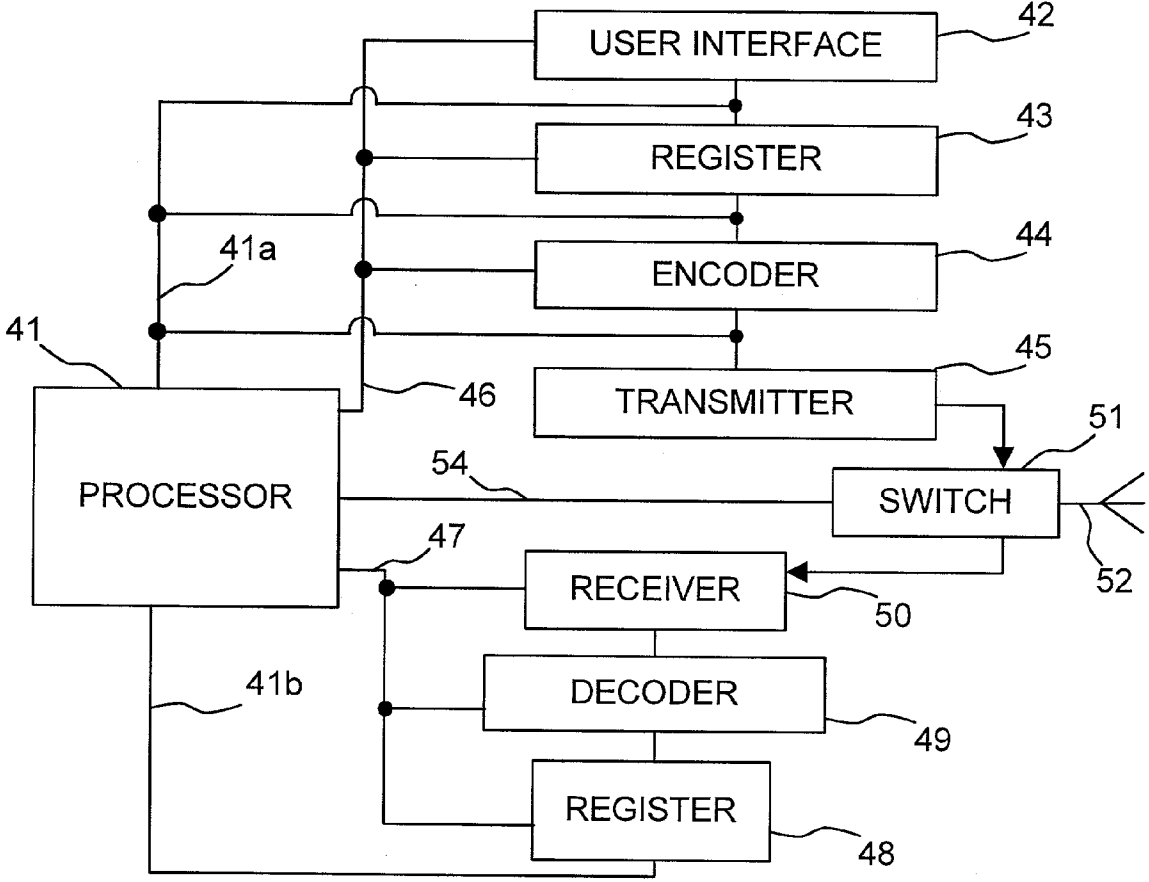 42
USER INTERFACE
43
REGISTER
41a
44
ENCODER
41
46
45
TRANSMITTER
51
54
PROCESSOR
SWITCH
47
52
RECEIVER
50
41b
DECODER
49
REGISTER
48